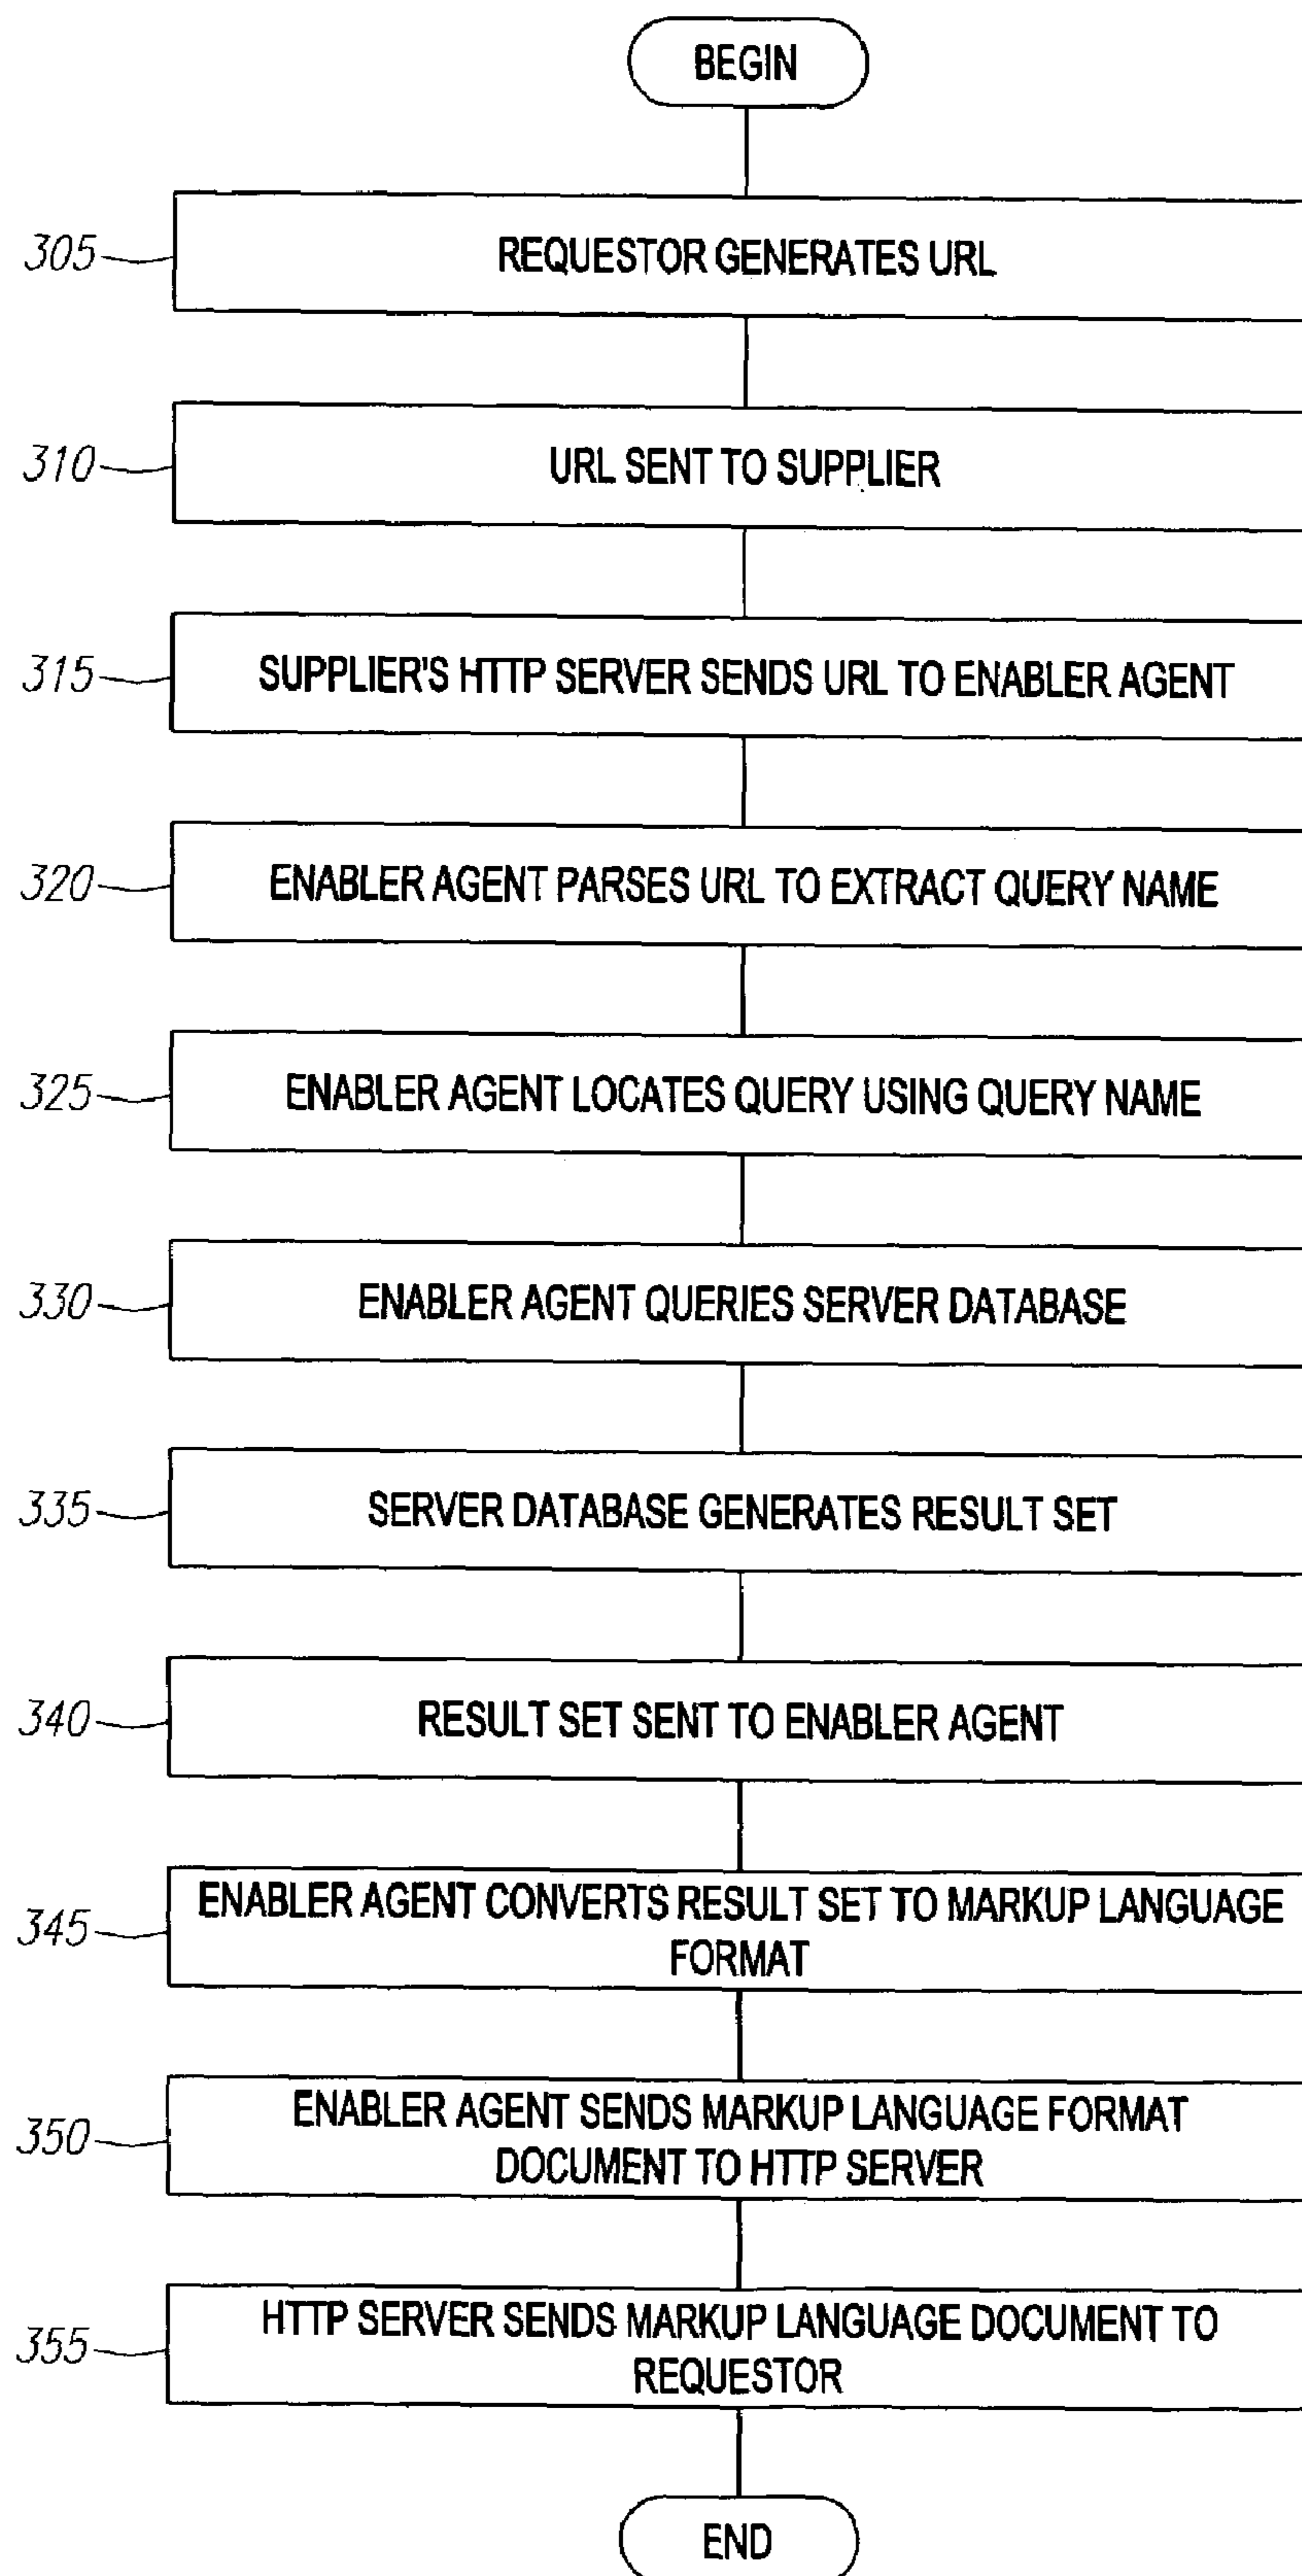 BEGIN
305
REQUESTOR GENERATES URL
310
URL SENT TO SUPPLIER
315
SUPPLIER'S HTTP SERVER SENDS URL TO ENABLER AGENT
320
ENABLER AGENT PARSES URL TO EXTRACT QUERY NAME
325
ENABLER AGENT LOCATES QUERY USING QUERY NAME
330
ENABLER AGENT QUERIES SERVER DATABASE
335
SERVER DATABASE GENERATES RESULT SET
340
RESULT SET SENT TO ENABLER AGENT
345
ENABLER AGENT CONVERTS RESULT SET TO MARKUP LANGUAGE
FORMAT
350
ENABLER AGENT SENDS MARKUP LANGUAGE FORMAT
DOCUMENT TO HTTP SERVER
355
HTTP SERVER SENDS MARKUP LANGUAGE DOCUMENT TO
REQUESTOR
END